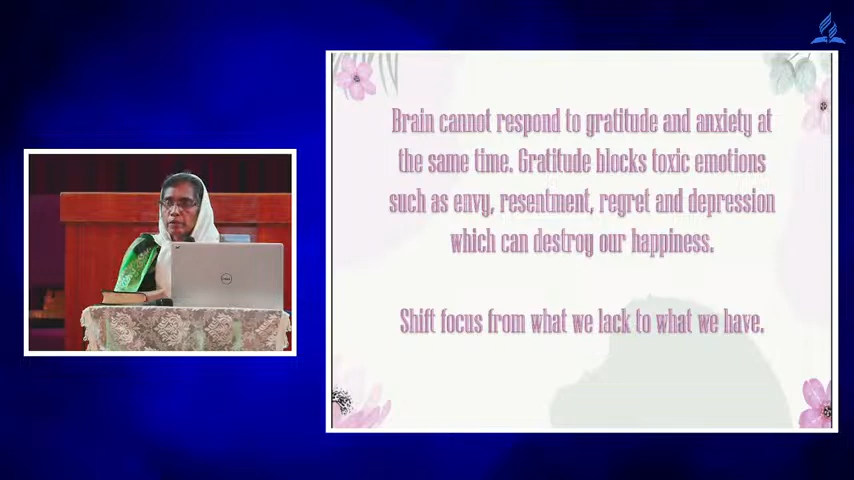 Brain cannot respond to gratitude and anxiety at
the same time. Gratitude blocks toxic emotions
such as envy, resentment, regret and depression
which can destroy our happiness.
Shift focus from what we lack to what we have.
DELL